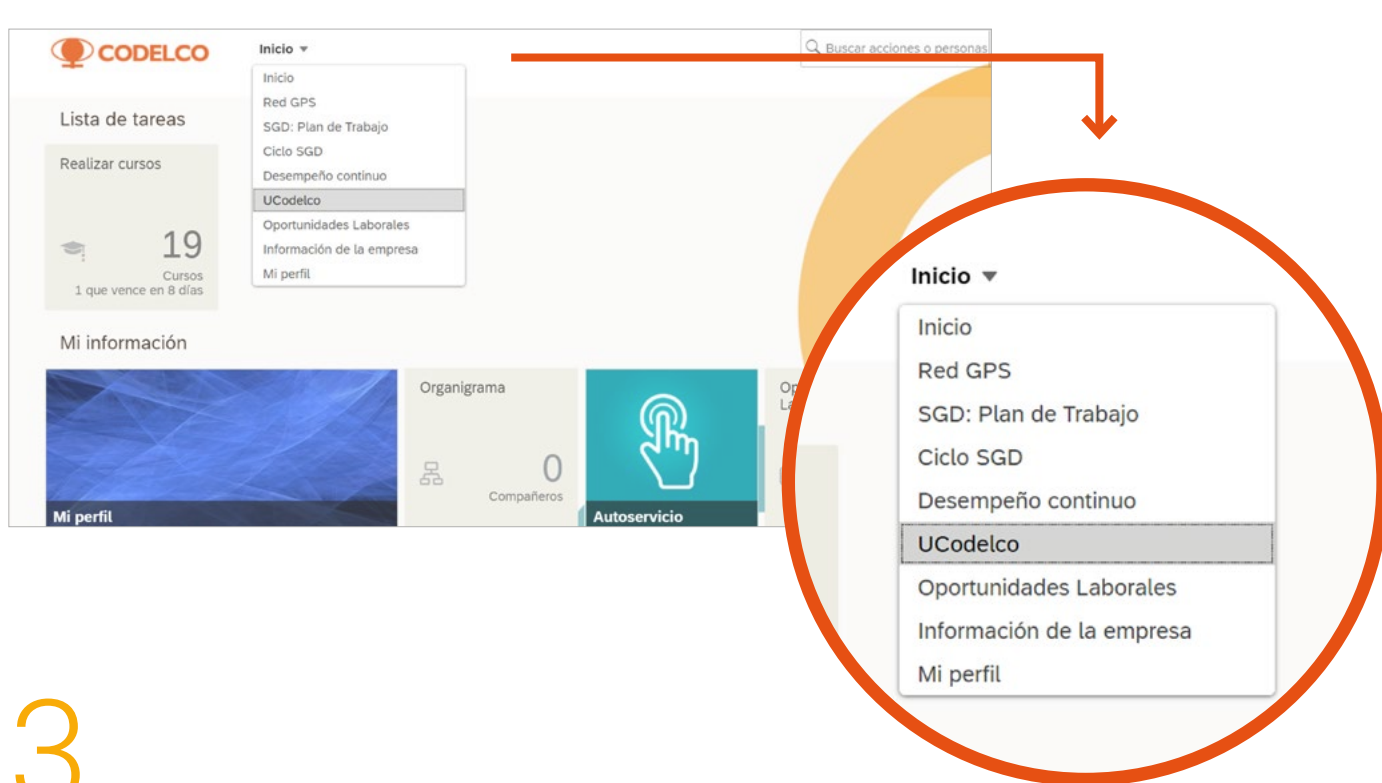 CODELCO
Inicio
Buscar acciones o personas
Inicio
Red GPS
SGD: Plan de Trabajo
Ciclo SGD
Desempeño continuo
UCodelco
Oportunidades Laborales
Información de la empresa
Mi perfil
Lista de tareas
Realizar cursos
19
Cursos
1 que vence en 8 días
Mi información
Mi perfil
Organigrama
0
Compañeros
Autoservicio
Inicio
Inicio
Red GPS
SGD: Plan de Trabajo
Ciclo SGD
Desempeño continuo
UCodelco
Oportunidades Laborales
Información de la empresa
Mi perfil
3